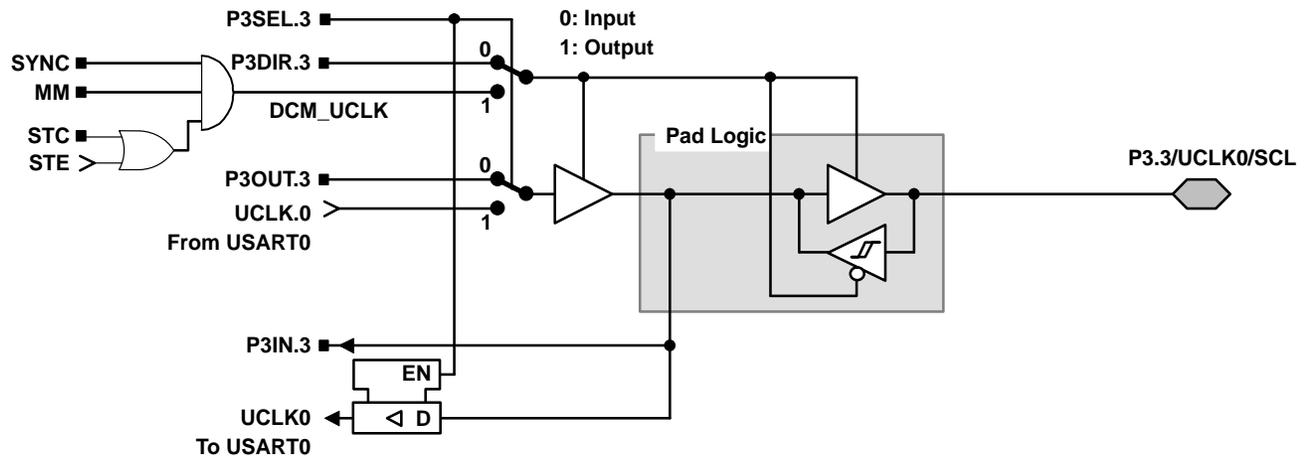 P3SEL.3
0: Input
1: Output
SYNC
P3DIR.3
0
MM
1
DCM_UCLK
STC
STE
Pad Logic
P3.3/UCLK0/SCL
P3OUT.3
0
UCLK.0
1
From USART0
P3IN.3
EN
UCLK0
D
To USART0